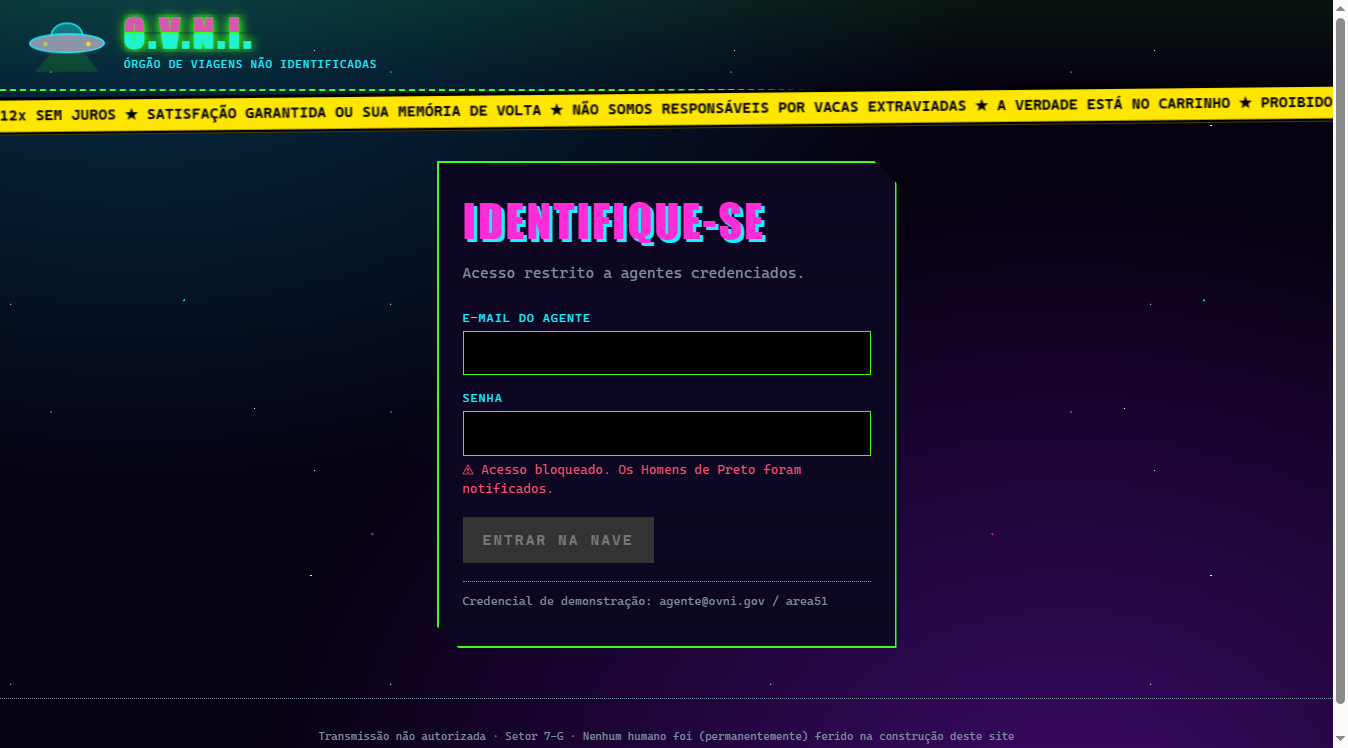 O.V.N.I.
ÓRGÃO DE VIAGENS NÃO IDENTIFICADAS
12x SEM JUROS ★ SATISFAÇÃO GARANTIDA OU SUA MEMÓRIA DE VOLTA ★ NÃO SOMOS RESPONSÁVEIS POR VACAS EXTRAVIADAS ★ A VERDADE ESTÁ NO CARRINHO ★ PROIBIDO
IDENTIFIQUE-SE
Acesso restrito a agentes credenciados.
E-MAIL DO AGENTE
SENHA
⚠ Acesso bloqueado. Os Homens de Preto foram
notificados.
ENTRAR NA NAVE
Credencial de demonstração: agente@ovni.gov / area51
Transmissão não autorizada · Setor 7-G · Nenhum humano foi (permanentemente) ferido na construção deste site